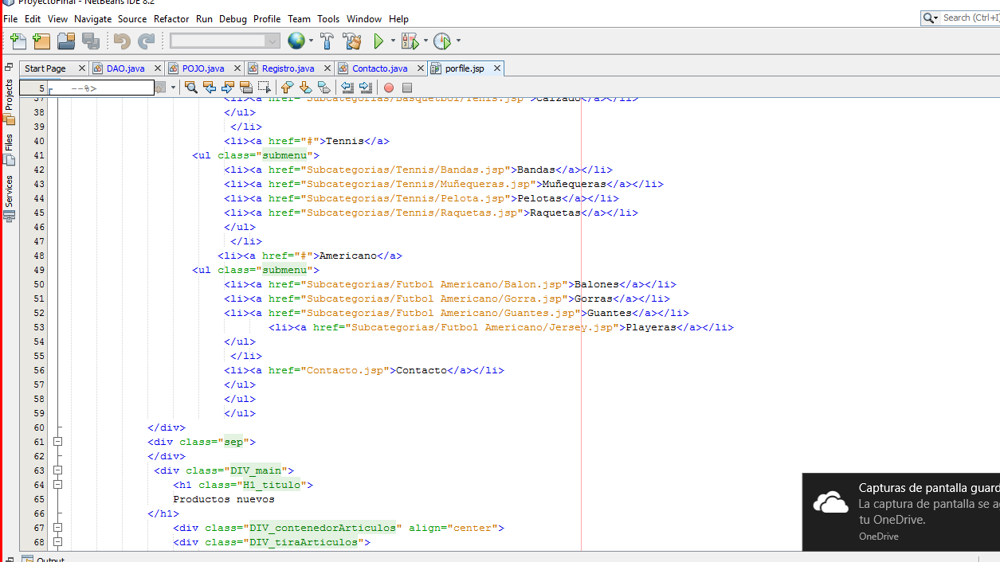 ProyectoFinal - NetBeans IDE 8.2
File Edit View Navigate Source Refactor Run Debug Profile Team Tools Window Help
Search (Ctrl+I)
Start Page DAO.java POJO.java Registro.java Contacto.java porfile.jsp
5 --%>
Projects
Files
Services
37 <li><a href="Subcategorias/Basquetbol/Tenis.jsp">Calzado</a></li>
38 </ul>
39 </li>
40 <li><a href="#">Tennis</a>
41 <ul class="submenu">
42 <li><a href="Subcategorias/Tennis/Bandas.jsp">Bandas</a></li>
43 <li><a href="Subcategorias/Tennis/Muñequeras.jsp">Muñequeras</a></li>
44 <li><a href="Subcategorias/Tennis/Pelota.jsp">Pelotas</a></li>
45 <li><a href="Subcategorias/Tennis/Raquetas.jsp">Raquetas</a></li>
46 </ul>
47 </li>
48 <li><a href="#">Americano</a>
49 <ul class="submenu">
50 <li><a href="Subcategorias/Futbol Americano/Balon.jsp">Balones</a></li>
51 <li><a href="Subcategorias/Futbol Americano/Gorra.jsp">Gorras</a></li>
52 <li><a href="Subcategorias/Futbol Americano/Guantes.jsp">Guantes</a></li>
53 <li><a href="Subcategorias/Futbol Americano/Jersey.jsp">Playeras</a></li>
54 </ul>
55 </li>
56 <li><a href="Contacto.jsp">Contacto</a></li>
57 </ul>
58 </ul>
59 </ul>
60 </div>
61 <div class="sep">
62 </div>
63 <div class="DIV_main">
64 <h1 class="H1_titulo">
65 Productos nuevos
66 </h1>
67 <div class="DIV_contenedorArticulos" align="center">
68 <div class="DIV_tiraArticulos">
Capturas de pantalla guard
La captura de pantalla se a
tu OneDrive.
OneDrive
Output